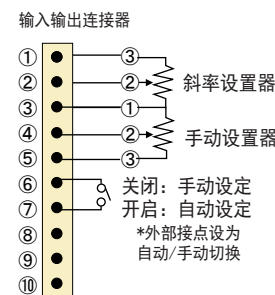 输入输出连接器
① ③
② ② 斜率设置器
③ ①
④ ② 手动设置器
⑤ ③
⑥ 关闭：手动设定
⑦ 开启：自动设定
⑧ *外部接点设为
⑨ 自动/手动切换
⑩